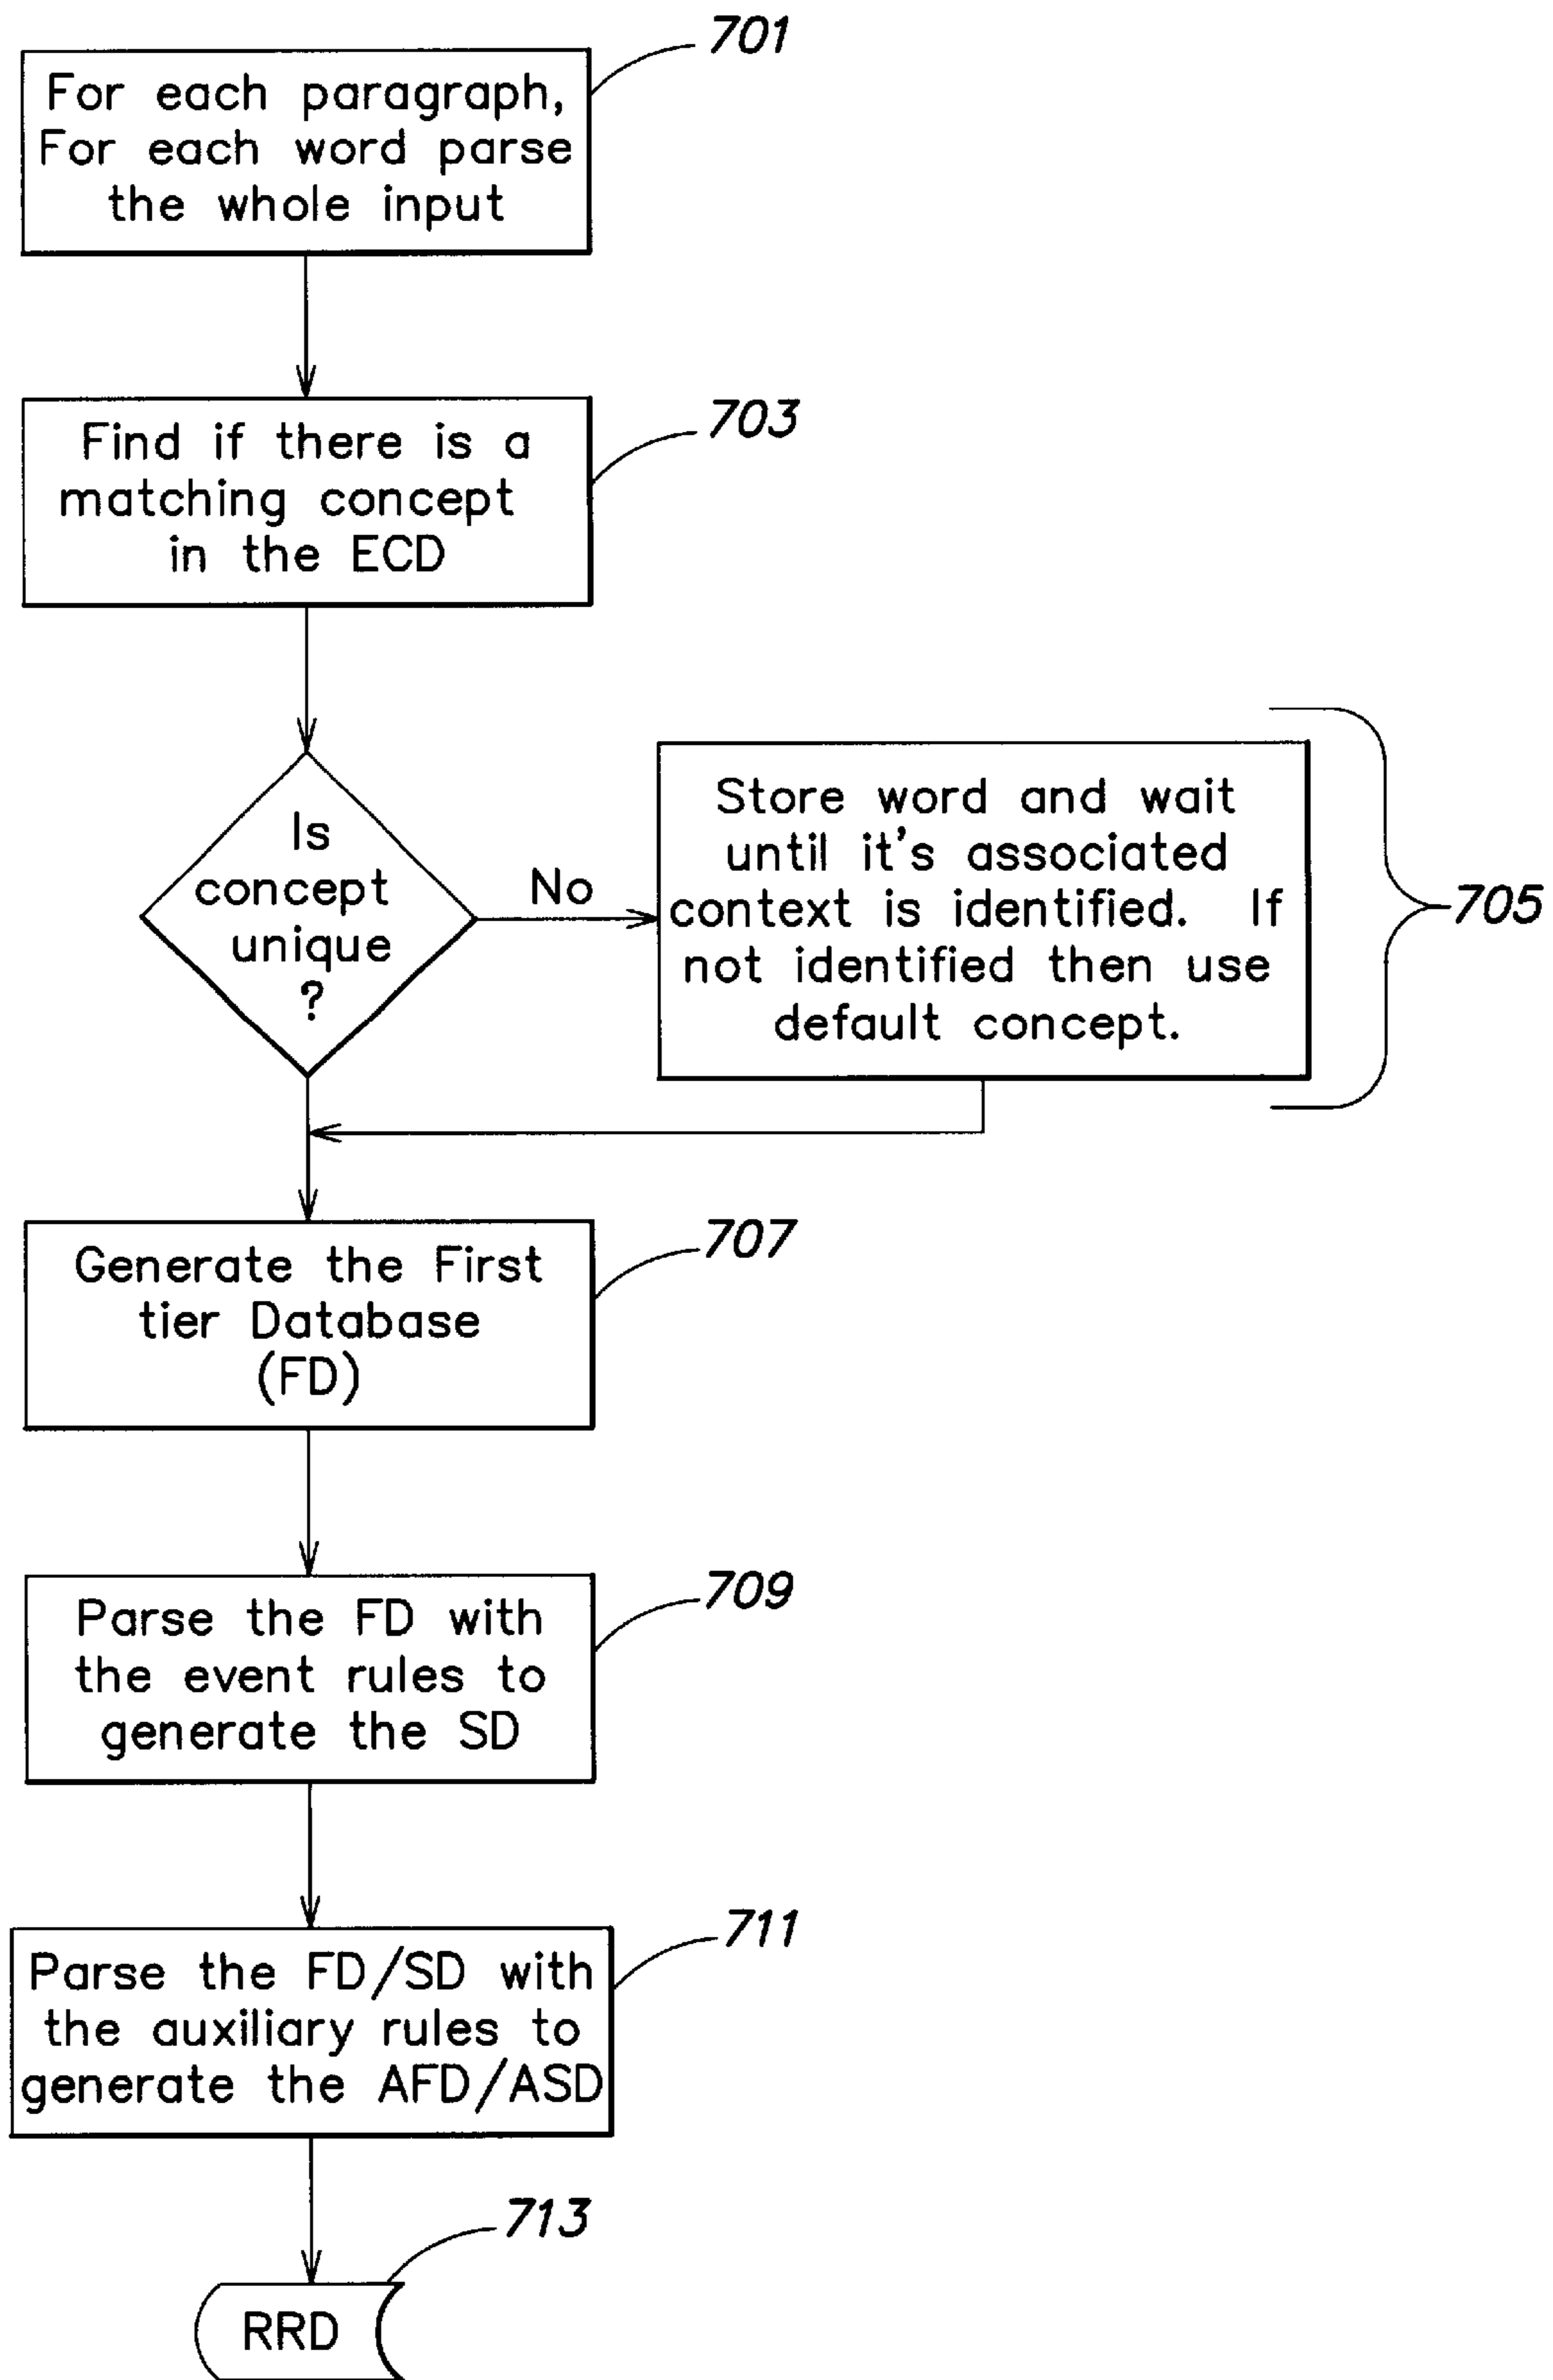 701
For each paragraph,
For each word parse
the whole input
703
Find if there is a
matching concept
in the ECD
Is
concept
unique
?
No
Store word and wait
until it's associated
context is identified. If
not identified then use
default concept.
705
707
Generate the First
tier Database
(FD)
709
Parse the FD with
the event rules to
generate the SD
711
Parse the FD/SD with
the auxiliary rules to
generate the AFD/ASD
713
RRD